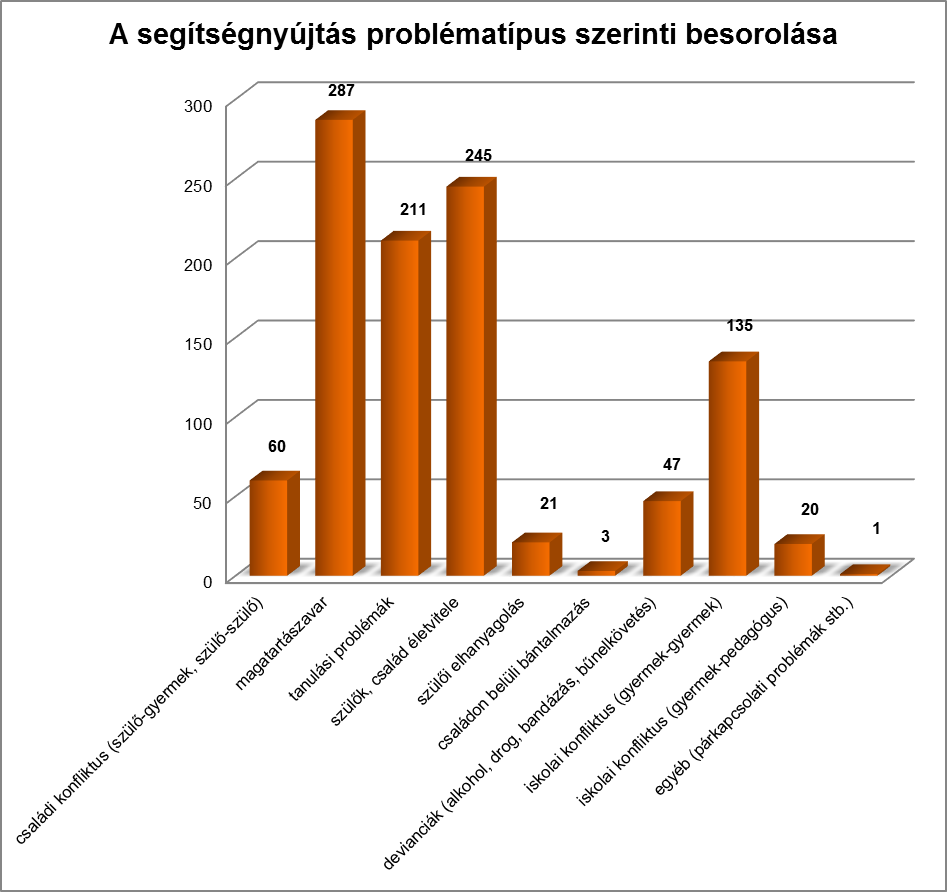 A segítségnyújtás problématípus szerinti besorolása
300
250
200
150
100
50
0
60
287
211
245
21
3
47
135
20
1
családi konfliktus (szülő-gyermek, szülő-szülő)
magatartászavar
tanulási problémák
szülők, család életvitele
szülői elhanyagolás
családon belüli bántalmazás
devianciák (alkohol, drog, bandázás, bűnelkövetés)
iskolai konfliktus (gyermek-gyermek)
iskolai konfliktus (gyermek-pedagógus)
egyéb (párkapcsolati problémák stb.)